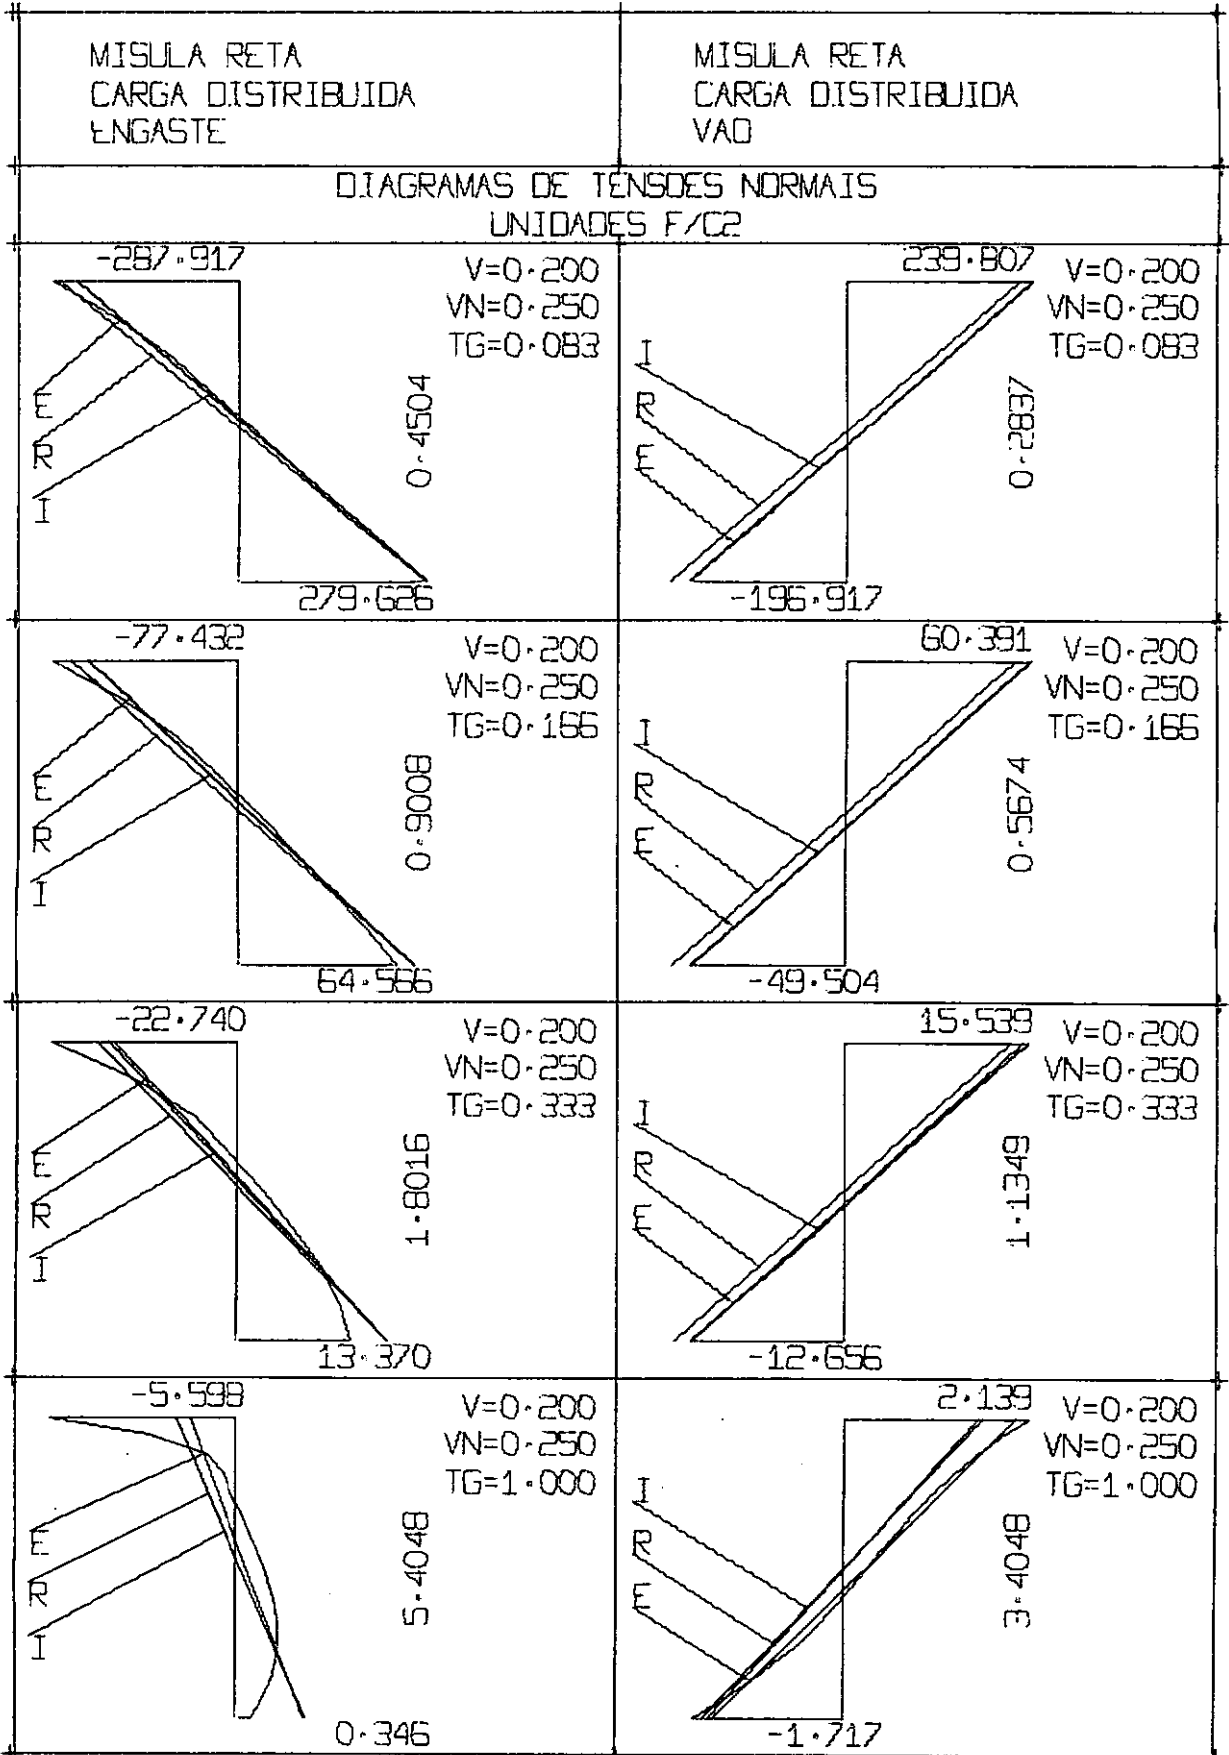 MISULA RETA
CARGA DISTRIBUIDA
ENGASTE
MISULA RETA
CARGA DISTRIBUIDA
VAO
DIAGRAMAS DE TENSOES NORMAIS
UNIDADES F/C2
-287.917
V=0.200
VN=0.250
TG=0.083
E
R
I
0.4504
279.626
239.807
V=0.200
VN=0.250
TG=0.083
I
R
E
0.2837
-196.917
-77.432
V=0.200
VN=0.250
TG=0.166
E
R
I
0.9008
64.566
60.391
V=0.200
VN=0.250
TG=0.166
I
R
E
0.5674
-49.504
-22.740
V=0.200
VN=0.250
TG=0.333
E
R
I
1.8016
13.370
15.539
V=0.200
VN=0.250
TG=0.333
I
R
E
1.1349
-12.656
-5.598
V=0.200
VN=0.250
TG=1.000
E
R
I
5.4048
0.346
2.139
V=0.200
VN=0.250
TG=1.000
I
R
E
3.4048
-1.717